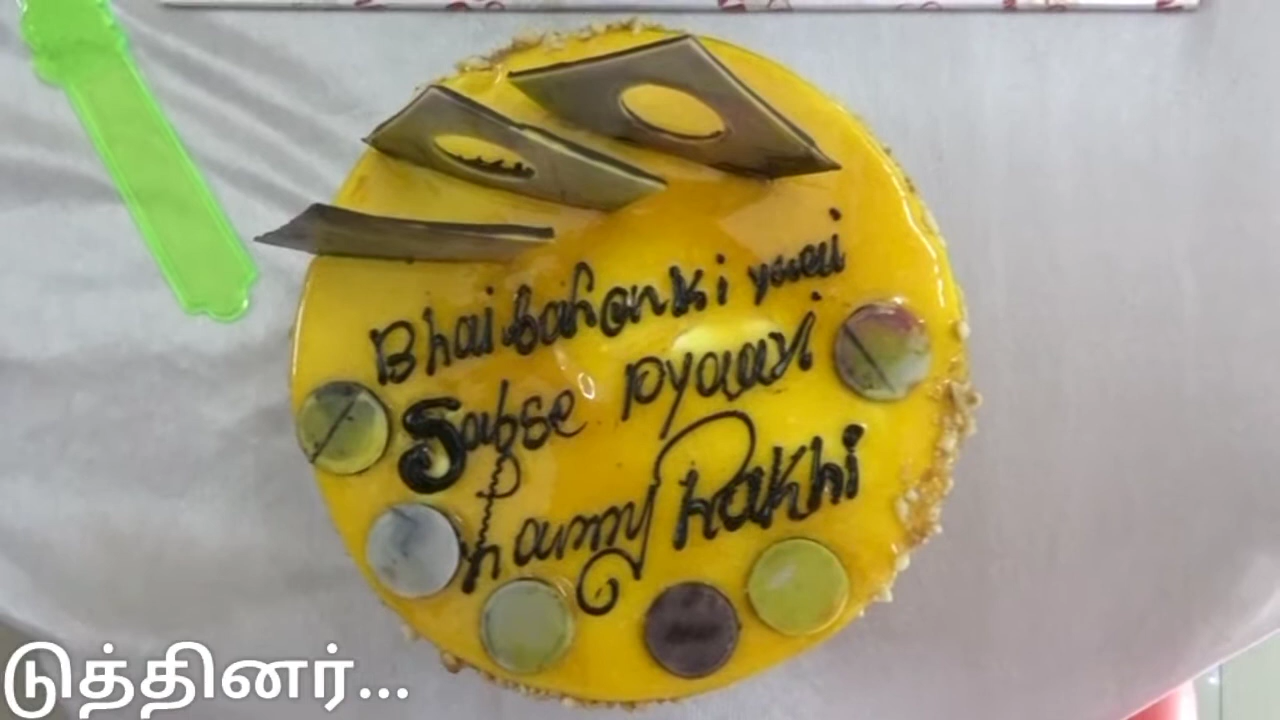 Bhai bahan ki yaari
Sabse pyaari
happy Rakhi
டுத்தினர்...